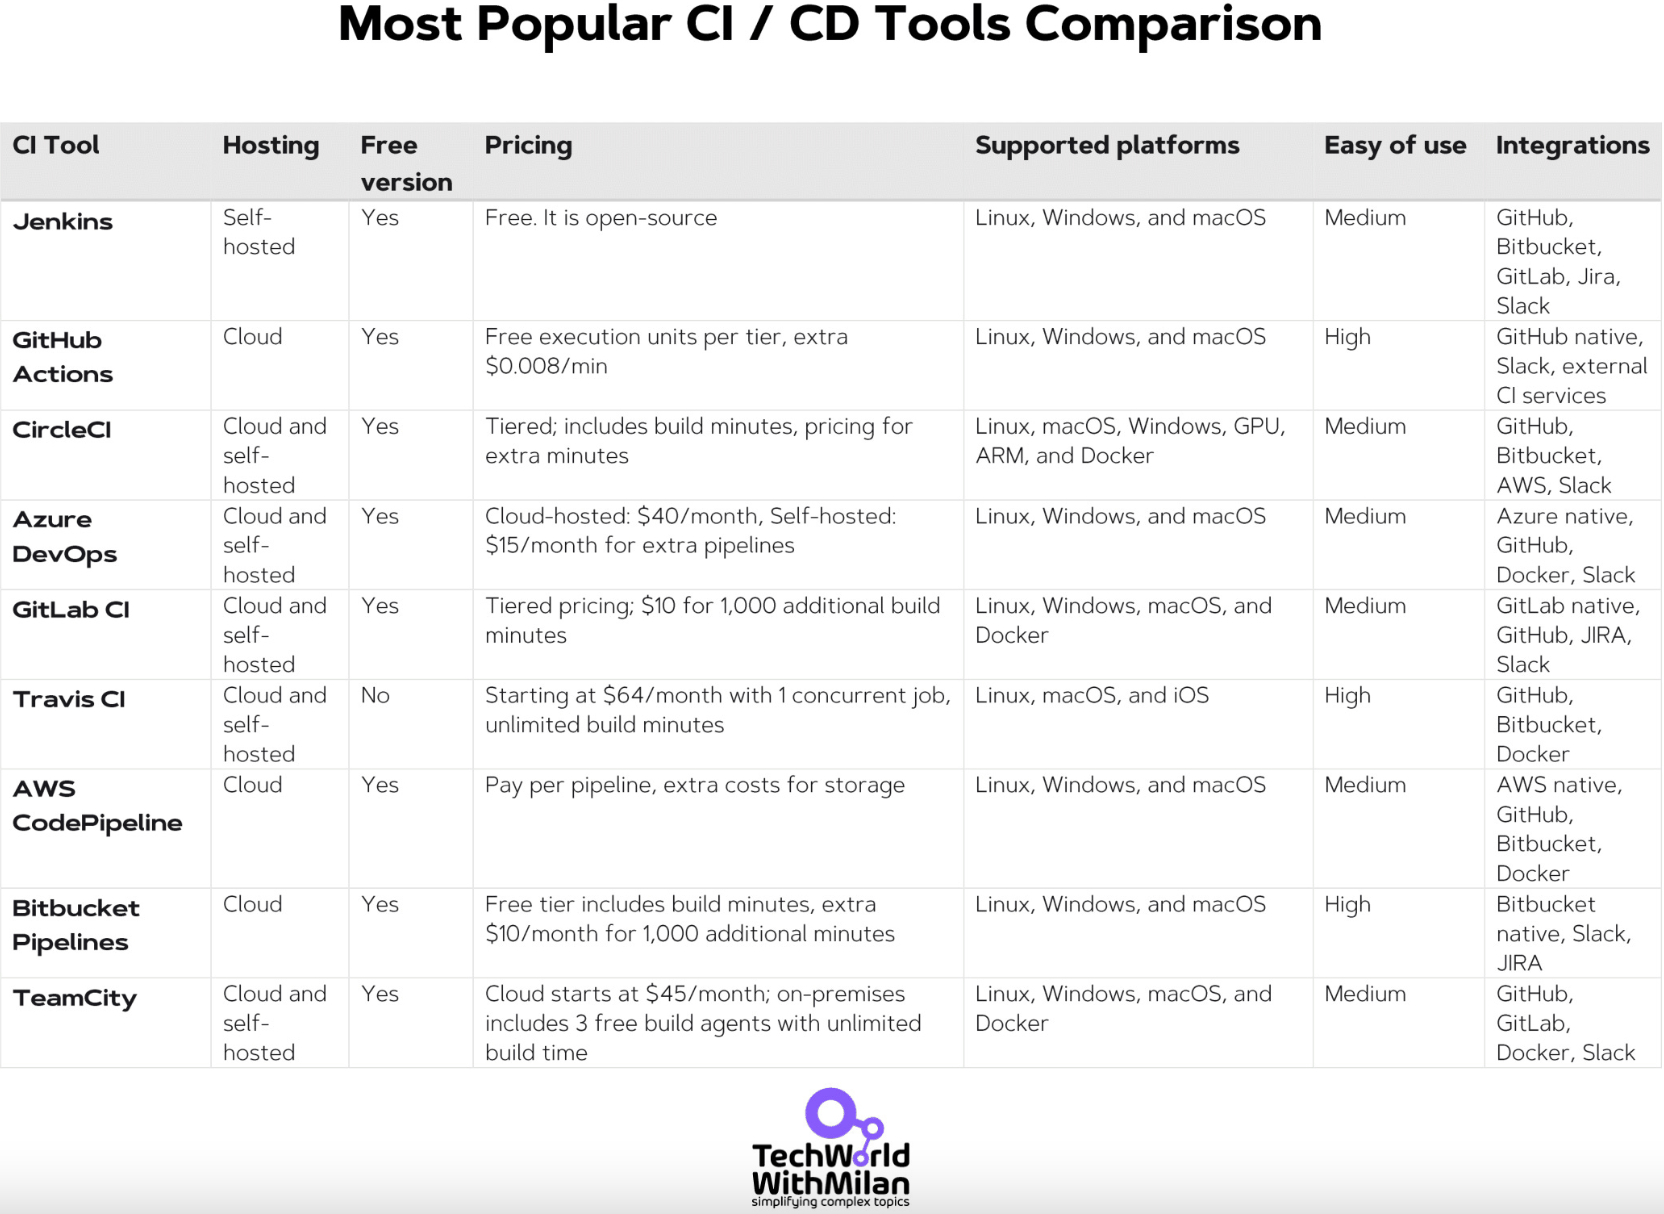 Most Popular CI / CD Tools Comparison
CI Tool Hosting Free version Pricing Supported platforms Easy of use Integrations
Jenkins Self-hosted Yes Free. It is open-source Linux, Windows, and macOS Medium GitHub, Bitbucket, GitLab, Jira, Slack
GitHub Actions Cloud Yes Free execution units per tier, extra $0.008/min Linux, Windows, and macOS High GitHub native, Slack, external CI services
CircleCI Cloud and self-hosted Yes Tiered; includes build minutes, pricing for extra minutes Linux, macOS, Windows, GPU, ARM, and Docker Medium GitHub, Bitbucket, AWS, Slack
Azure DevOps Cloud and self-hosted Yes Cloud-hosted: $40/month, Self-hosted: $15/month for extra pipelines Linux, Windows, and macOS Medium Azure native, GitHub, Docker, Slack
GitLab CI Cloud and self-hosted Yes Tiered pricing; $10 for 1,000 additional build minutes Linux, Windows, macOS, and Docker Medium GitLab native, GitHub, JIRA, Slack
Travis CI Cloud and self-hosted No Starting at $64/month with 1 concurrent job, unlimited build minutes Linux, macOS, and iOS High GitHub, Bitbucket, Docker
AWS CodePipeline Cloud Yes Pay per pipeline, extra costs for storage Linux, Windows, and macOS Medium AWS native, GitHub, Bitbucket, Docker
Bitbucket Pipelines Cloud Yes Free tier includes build minutes, extra $10/month for 1,000 additional minutes Linux, Windows, and macOS High Bitbucket native, Slack, JIRA
TeamCity Cloud and self-hosted Yes Cloud starts at $45/month; on-premises includes 3 free build agents with unlimited build time Linux, Windows, macOS, and Docker Medium GitHub, GitLab, Docker, Slack
TechWorld
WithMilan
simplifying complex topics